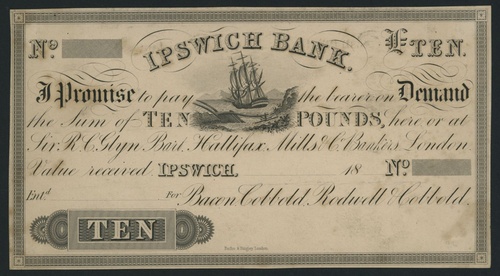 IPSWICH BANK.
No £TEN.
I Promise to pay the bearer on Demand
the Sum of TEN POUNDS, here or at
Sir R. C. Glyn, Bart. Hallifax, Mills & Co. Bankers London
Value received, IPSWICH, 18 No
Entd. For Bacon Cobbold, Rodwell & Cobbold.
TEN